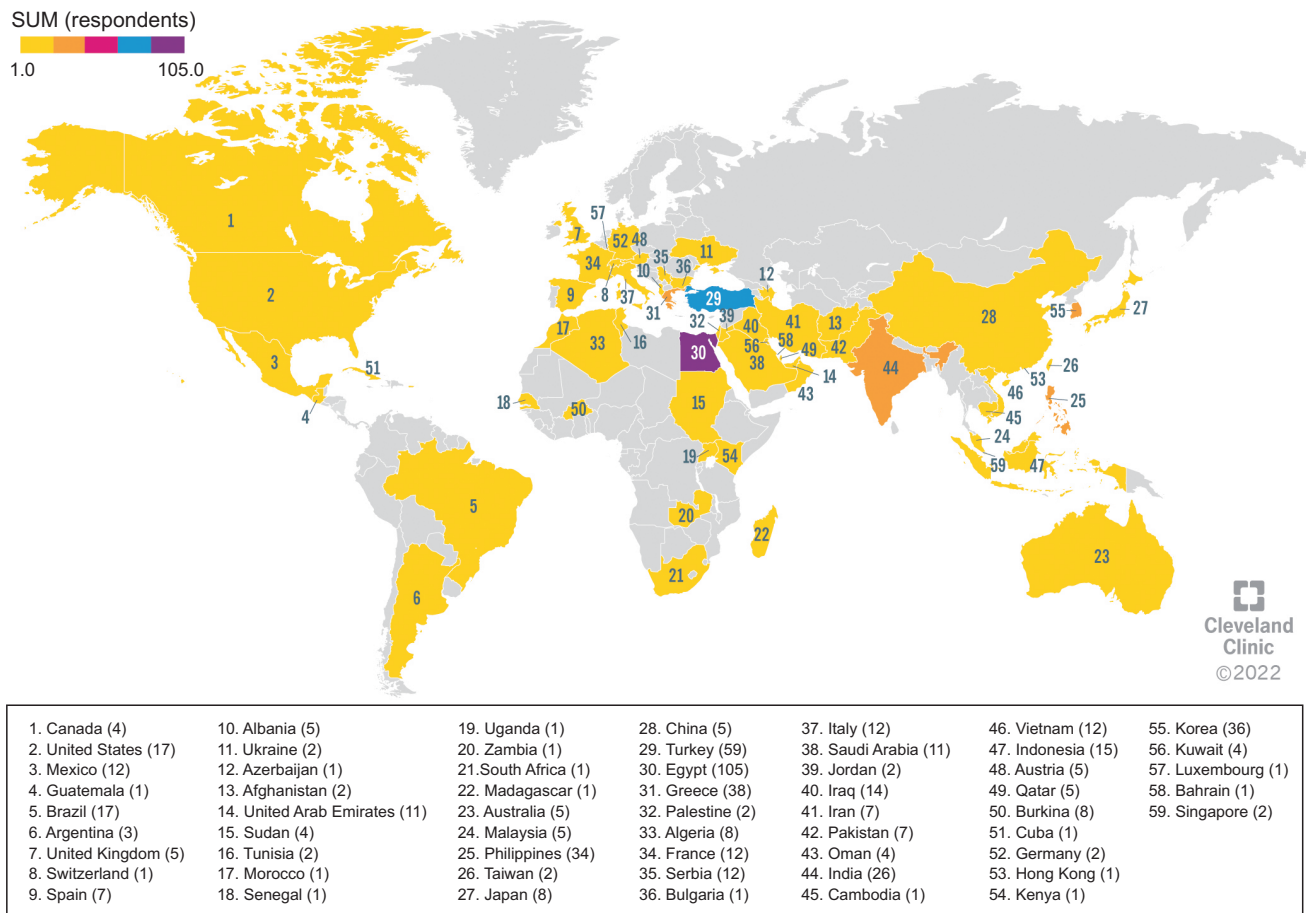 SUM (respondents)
1.0 105.0
1
2
3
4
51
5
6
57
7
52
48
34
35
11
36
10
12
9
8
37
31
29
32
39
40
41
13
28
55
27
17
33
16
30
56
58
38
49
42
14
43
44
26
53
46
25
45
24
59
47
18
50
15
19
54
20
22
21
23
Cleveland
Clinic
©2022
1. Canada (4)
2. United States (17)
3. Mexico (12)
4. Guatemala (1)
5. Brazil (17)
6. Argentina (3)
7. United Kingdom (5)
8. Switzerland (1)
9. Spain (7)
10. Albania (5)
11. Ukraine (2)
12. Azerbaijan (1)
13. Afghanistan (2)
14. United Arab Emirates (11)
15. Sudan (4)
16. Tunisia (2)
17. Morocco (1)
18. Senegal (1)
19. Uganda (1)
20. Zambia (1)
21.South Africa (1)
22. Madagascar (1)
23. Australia (5)
24. Malaysia (5)
25. Philippines (34)
26. Taiwan (2)
27. Japan (8)
28. China (5)
29. Turkey (59)
30. Egypt (105)
31. Greece (38)
32. Palestine (2)
33. Algeria (8)
34. France (12)
35. Serbia (12)
36. Bulgaria (1)
37. Italy (12)
38. Saudi Arabia (11)
39. Jordan (2)
40. Iraq (14)
41. Iran (7)
42. Pakistan (7)
43. Oman (4)
44. India (26)
45. Cambodia (1)
46. Vietnam (12)
47. Indonesia (15)
48. Austria (5)
49. Qatar (5)
50. Burkina (8)
51. Cuba (1)
52. Germany (2)
53. Hong Kong (1)
54. Kenya (1)
55. Korea (36)
56. Kuwait (4)
57. Luxembourg (1)
58. Bahrain (1)
59. Singapore (2)